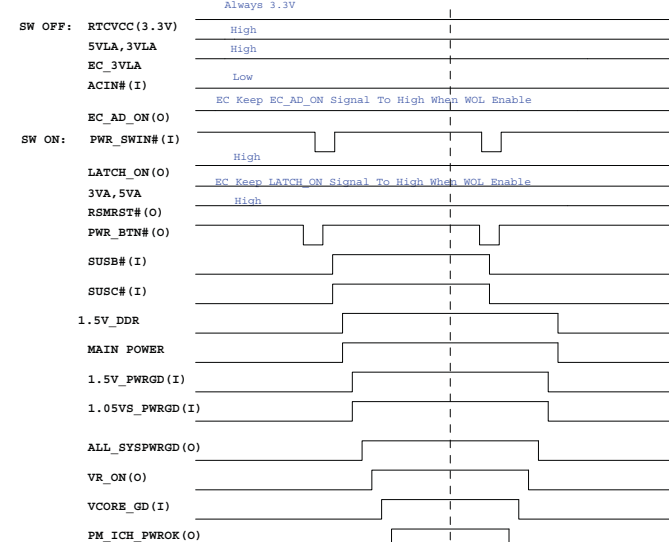 Always 3.3V
SW OFF: RTCVCC(3.3V)
High
5VLA,3VLA
High
EC_3VLA
Low
ACIN#(I)
EC Keep EC_AD_ON Signal To High When WOL Enable
EC_AD_ON(O)
SW ON: PWR_SWIN#(I)
High
LATCH_ON(O)
EC Keep LATCH_ON Signal To High When WOL Enable
3VA,5VA
High
RSMRST#(O)
PWR_BTN#(O)
SUSB#(I)
SUSC#(I)
1.5V_DDR
MAIN POWER
1.5V_PWRGD(I)
1.05VS_PWRGD(I)
ALL_SYSPWRGD(O)
VR_ON(O)
VCORE_GD(I)
PM_ICH_PWROK(O)